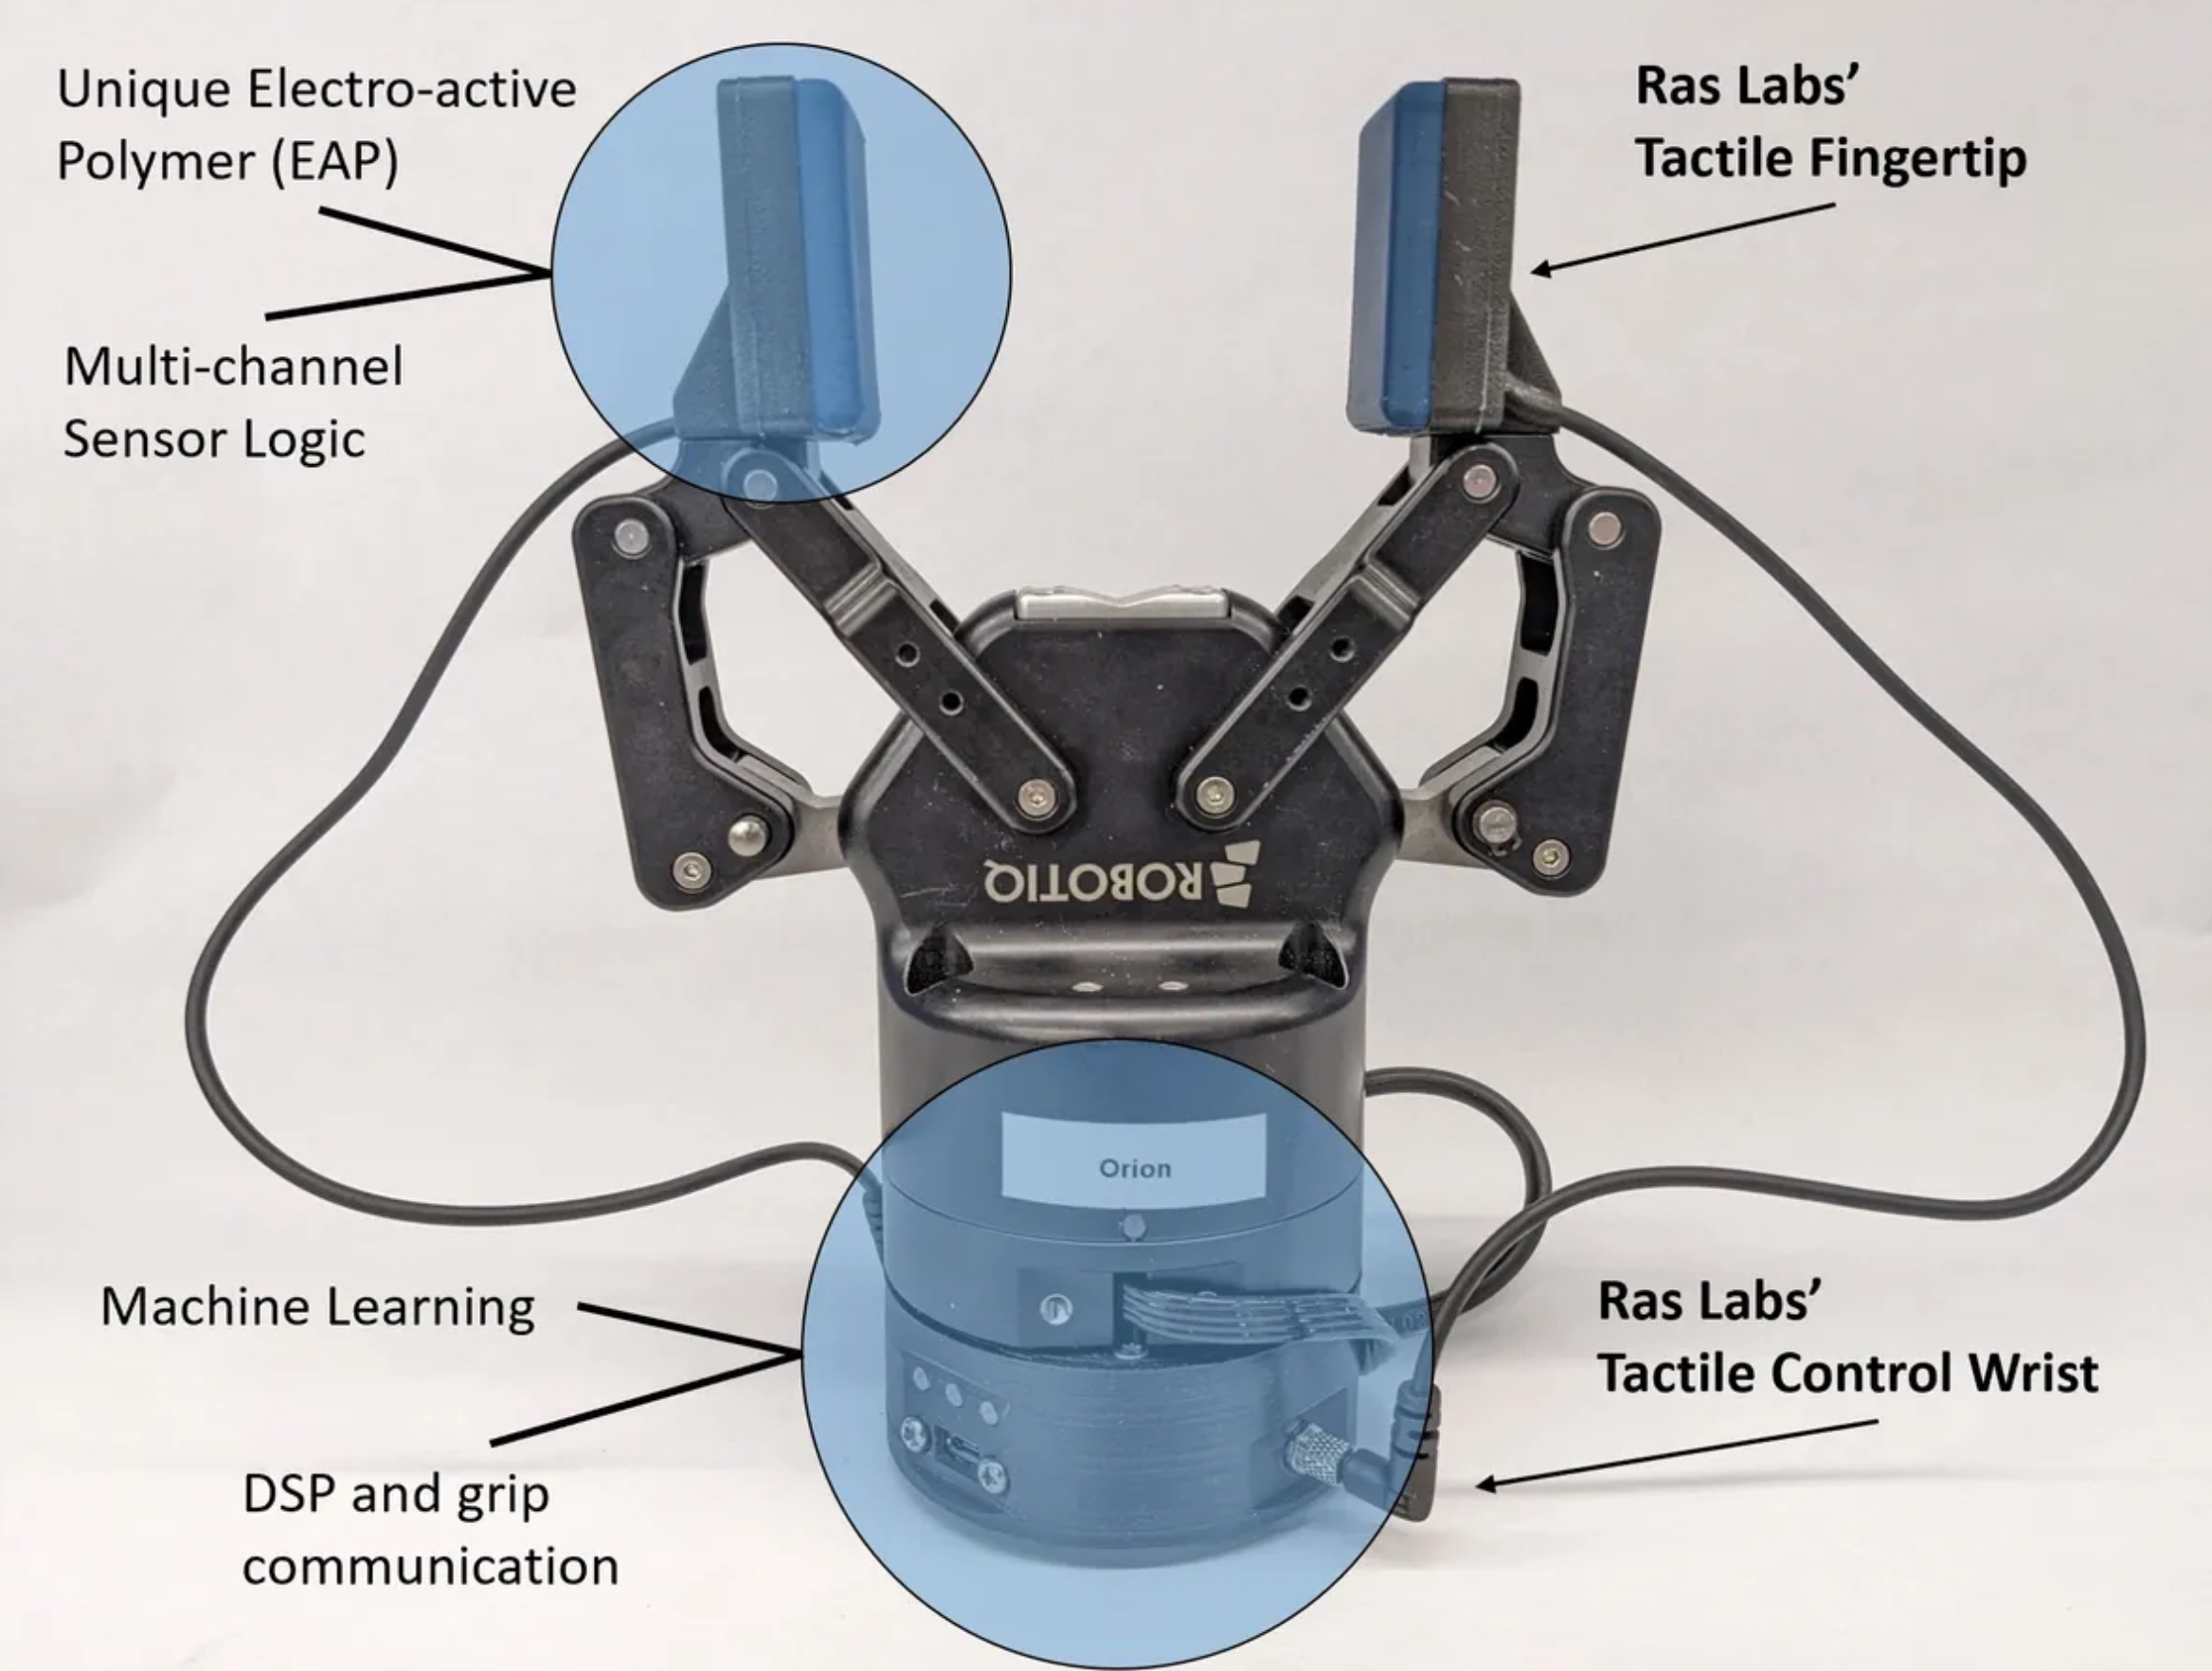 Unique Electro-active
Polymer (EAP)
Ras Labs’
Tactile Fingertip
Multi-channel
Sensor Logic
ROBOTIQ
Orion
Machine Learning
Ras Labs’
Tactile Control Wrist
DSP and grip
communication